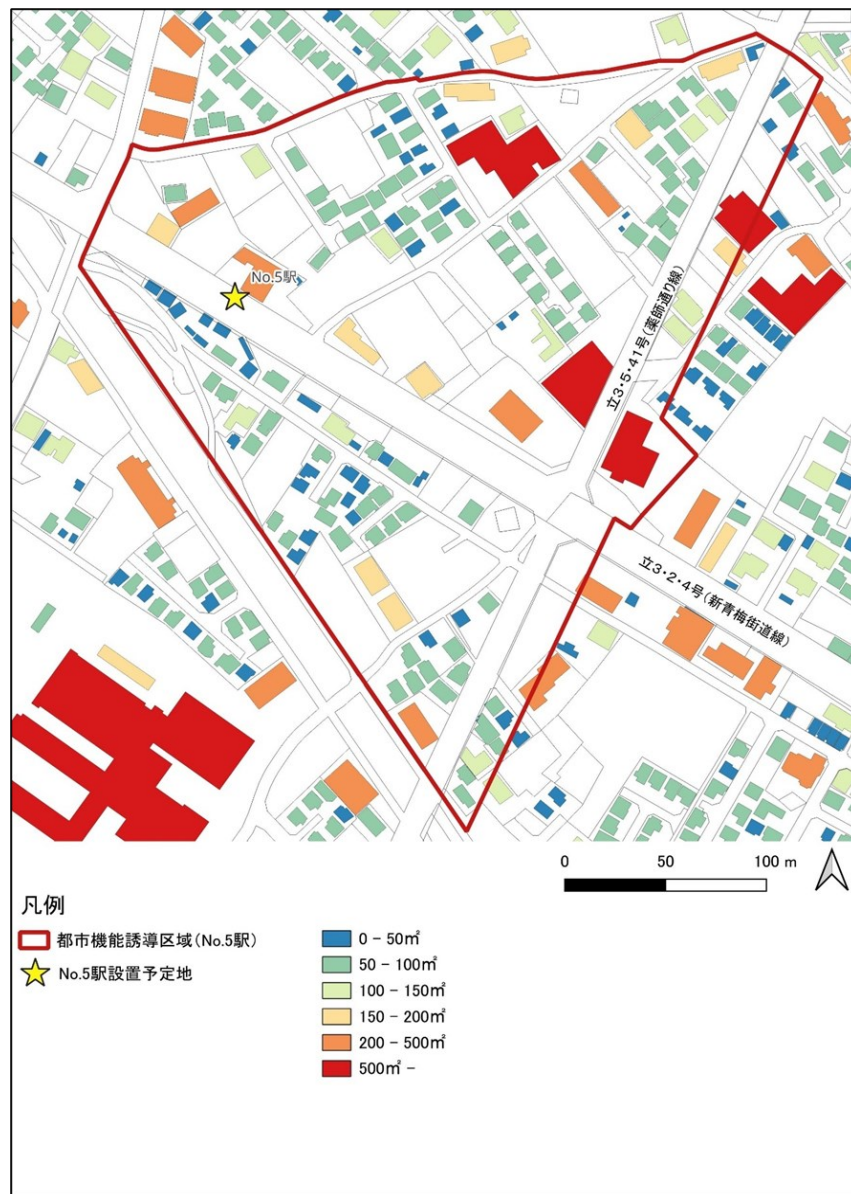 No.5駅
立3・5・41号(薬師通り線)
立3・2・4号(新青梅街道線)
0 50 100 m
凡例
都市機能誘導区域(No.5駅)
No.5駅設置予定地
0 - 50㎡
50 - 100㎡
100 - 150㎡
150 - 200㎡
200 - 500㎡
500㎡ -